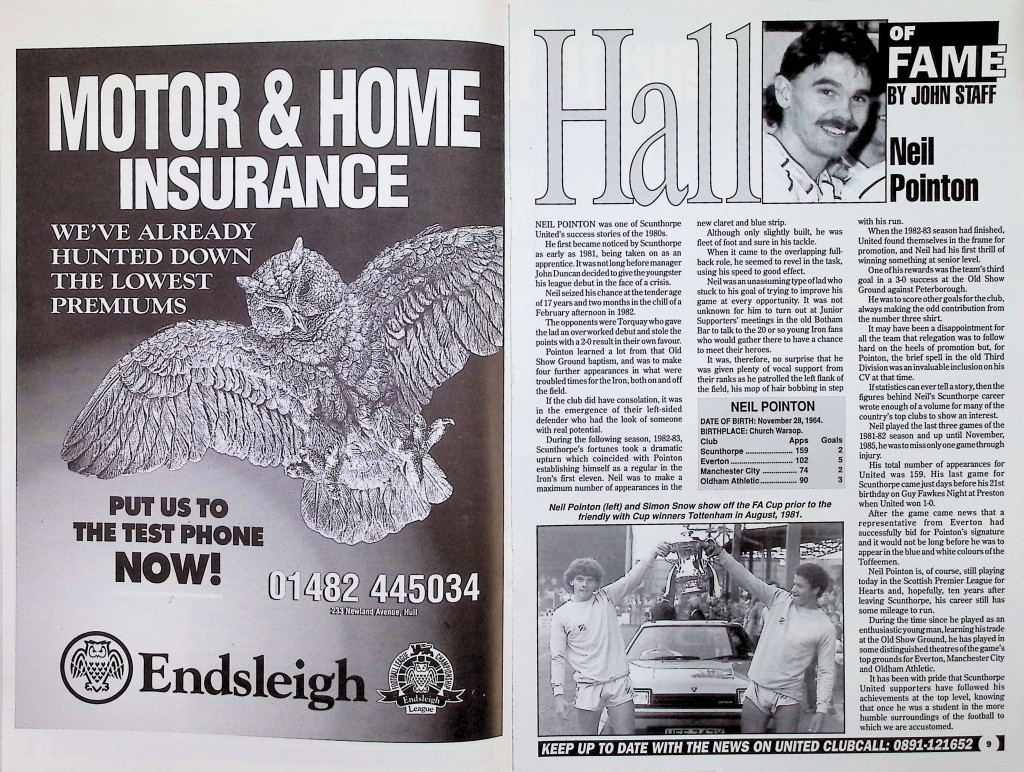 MOTOR & HOME
INSURANCE
WE'VE ALREADY
HUNTED DOWN
THE LOWEST
PREMIUMS
PUT US TO
THE TEST PHONE
NOW!
01482 445034
233 Newland Avenue, Hull
Endsleigh
Endsleigh
League
Hall
OF
FAME
BY JOHN STAFF
Neil
Pointon
NEIL POINTON was one of Scunthorpe
United's success stories of the 1980s.
He first became noticed by Scunthorpe
as early as 1981, being taken on as an
apprentice. It was not long before manager
John Duncan decided to give the youngster
his league debut in the face of a crisis.
Neil seized his chance at the tender age
of 17 years and two months in the chill of a
February afternoon in 1982.
The opponents were Torquay who gave
the lad an overworked debut and stole the
points with a 2-0 result in their own favour.
Pointon learned a lot from that Old
Show Ground baptism, and was to make
four further appearances in what were
troubled times for the Iron, both on and off
the field.
If the club did have consolation, it was
in the emergence of their left-sided
defender who had the look of someone
with real potential.
During the following season, 1982-83,
Scunthorpe's fortunes took a dramatic
upturn which coincided with Pointon
establishing himself as a regular in the
Iron's first eleven. Neil was to make a
maximum number of appearances in the
new claret and blue strip.
Although only slightly built, he was
fleet of foot and sure in his tackle.
When it came to the overlapping full-
back role, he seemed to revel in the task,
using his speed to good effect.
Neil was an unassuming type of lad who
stuck to his goal of trying to improve his
game at every opportunity. It was not
unknown for him to turn out at Junior
Supporters' meetings in the old Botham
Bar to talk to the 20 or so young Iron fans
who would gather there to have a chance
to meet their heroes.
It was, therefore, no surprise that he
was given plenty of vocal support from
their ranks as he patrolled the left flank of
the field, his mop of hair bobbing in step
NEIL POINTON
DATE OF BIRTH: November 28, 1964.
BIRTHPLACE: Church Warsop.
Club Apps Goals
Scunthorpe ........................ 159 2
Everton ............................. 102 5
Manchester City ................ 74 2
Oldham Athletic ................ 90 3
with his run.
When the 1982-83 season had finished,
United found themselves in the frame for
promotion, and Neil had his first thrill of
winning something at senior level.
One of his rewards was the team's third
goal in a 3-0 success at the Old Show
Ground against Peterborough.
He was to score other goals for the club,
always making the odd contribution from
the number three shirt.
It may have been a disappointment for
all the team that relegation was to follow
hard on the heels of promotion but, for
Pointon, the brief spell in the old Third
Division was an invaluable inclusion on his
CV at that time.
If statistics can ever tell a story, then the
figures behind Neil's Scunthorpe career
wrote enough of a volume for many of the
country's top clubs to show an interest.
Neil played the last three games of the
1981-82 season and up until November,
1985, he was to miss only one game through
injury.
His total number of appearances for
United was 159. His last game for
Scunthorpe came just days before his 21st
birthday on Guy Fawkes Night at Preston
when United won 1-0.
After the game came news that a
representative from Everton had
successfully bid for Pointon's signature
and it would not be long before he was to
appear in the blue and white colours of the
Toffeemen.
Neil Pointon is, of course, still playing
today in the Scottish Premier League for
Hearts and, hopefully, ten years after
leaving Scunthorpe, his career still has
some mileage to run.
During the time since he played as an
enthusiastic young man, learning his trade
at the Old Show Ground, he has played in
some distinguished theatres of the game's
top grounds for Everton, Manchester City
and Oldham Athletic.
It has been with pride that Scunthorpe
United supporters have followed his
achievements at the top level, knowing
that once he was a student in the more
humble surroundings of the football to
which we are accustomed.
Neil Pointon (left) and Simon Snow show off the FA Cup prior to the
friendly with Cup winners Tottenham in August, 1981.
KEEP UP TO DATE WITH THE NEWS ON UNITED CLUBCALL: 0891-121652
9